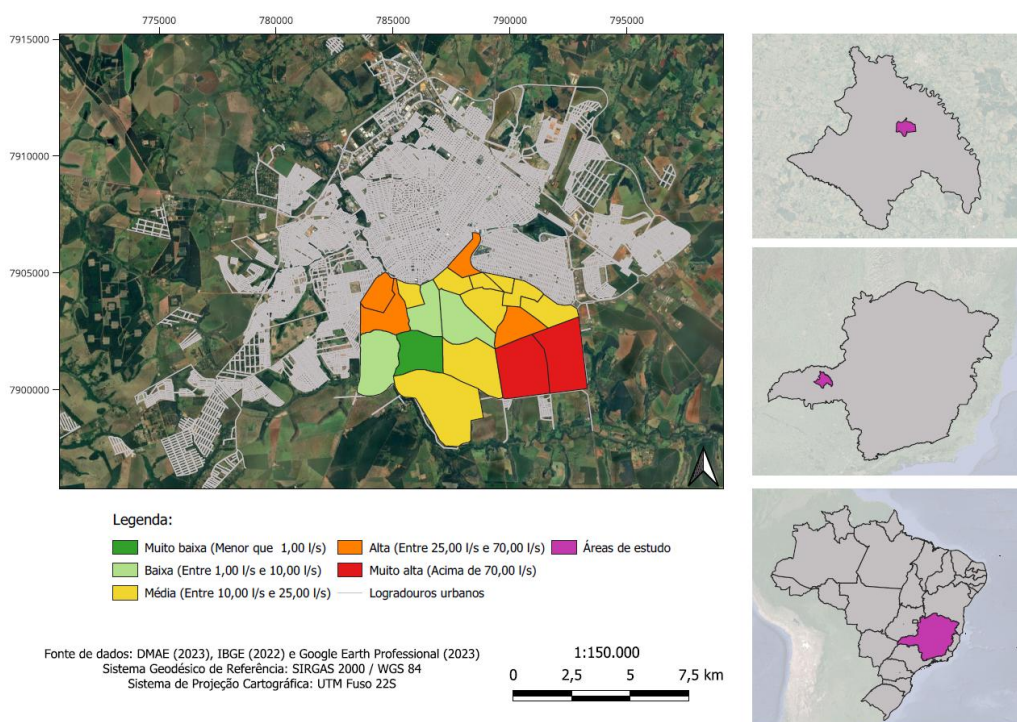 775000
780000
785000
790000
795000
7915000
7910000
7905000
7900000
Legenda:
Muito baixa (Menor que 1,00 l/s)
Alta (Entre 25,00 l/s e 70,00 l/s)
Áreas de estudo
Baixa (Entre 1,00 l/s e 10,00 l/s)
Muito alta (Acima de 70,00 l/s)
Média (Entre 10,00 l/s e 25,00 l/s)
Logradouros urbanos
Fonte de dados: DMAE (2023), IBGE (2022) e Google Earth Professional (2023)
Sistema Geodésico de Referência: SIRGAS 2000 / WGS 84
Sistema de Projeção Cartográfica: UTM Fuso 22S
1:150.000
0 2,5 5 7,5 km